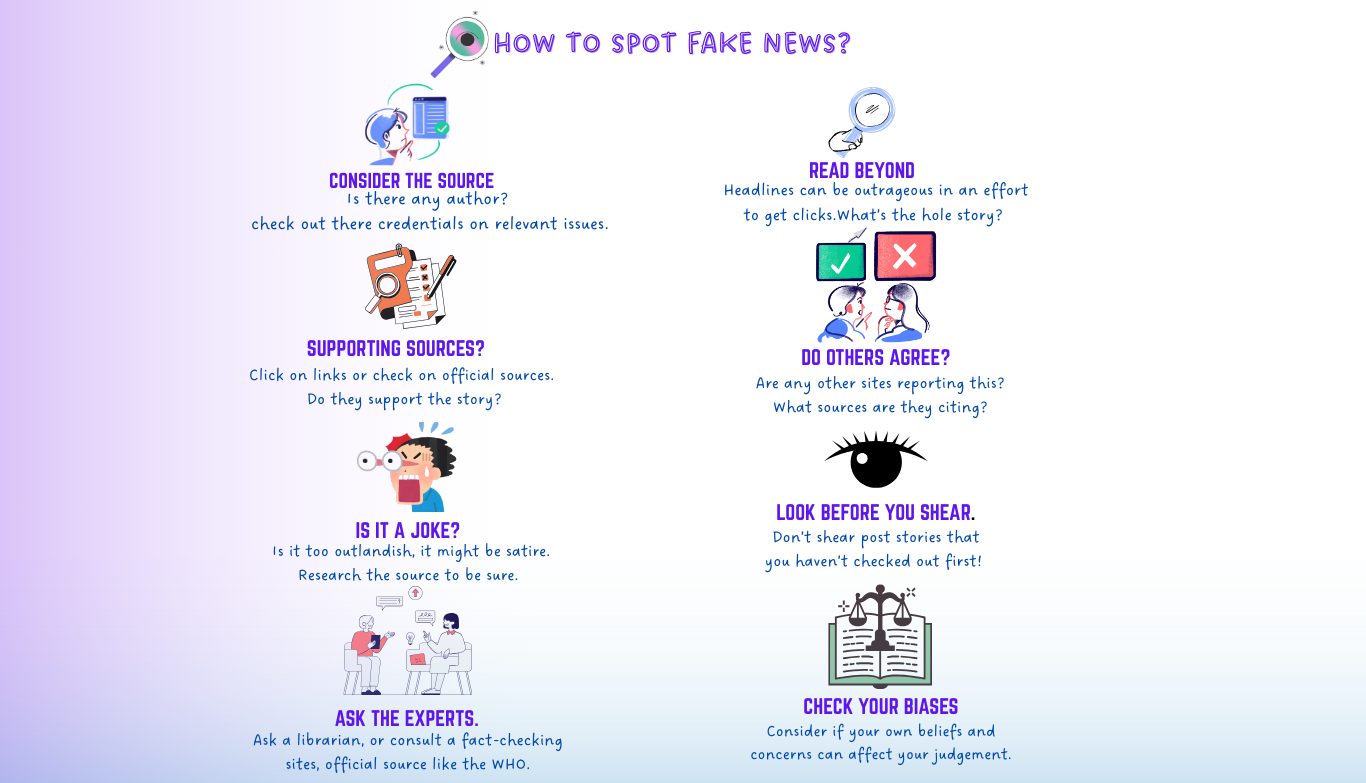 HOW TO SPOT FAKE NEWS?
CONSIDER THE SOURCE
Is there any author?
check out there credentials on relevant issues.
READ BEYOND
Headlines can be outrageous in an effort
to get clicks.What's the hole story?
SUPPORTING SOURCES?
Click on links or check on official sources.
Do they support the story?
DO OTHERS AGREE?
Are any other sites reporting this?
What sources are they citing?
IS IT A JOKE?
Is it too outlandish, it might be satire.
Research the source to be sure.
LOOK BEFORE YOU SHEAR.
Don't shear post stories that
you haven't checked out first!
ASK THE EXPERTS.
Ask a librarian, or consult a fact-checking
sites, official source like the WHO.
CHECK YOUR BIASES
Consider if your own beliefs and
concerns can affect your judgement.